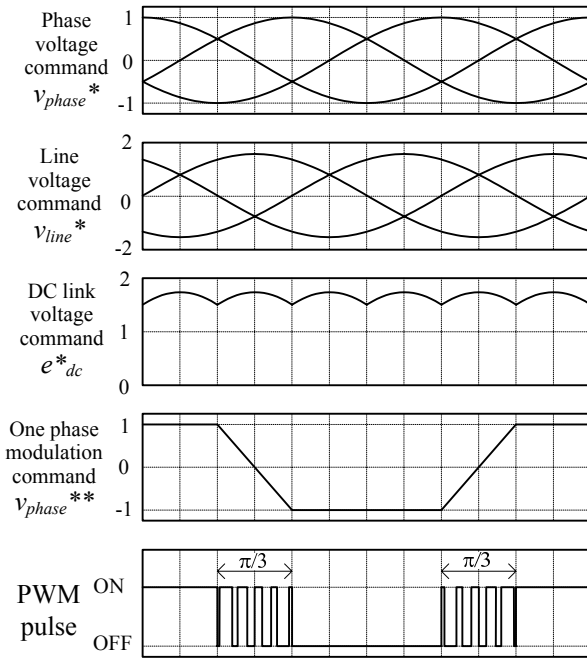 Phase
voltage
command
v_phase*
1
0
-1
Line
voltage
command
v_line*
2
0
-2
DC link
voltage
command
e*_dc
2
1
0
One phase
modulation
command
v_phase**
1
0
-1
PWM
pulse
ON
OFF
π/3
π/3